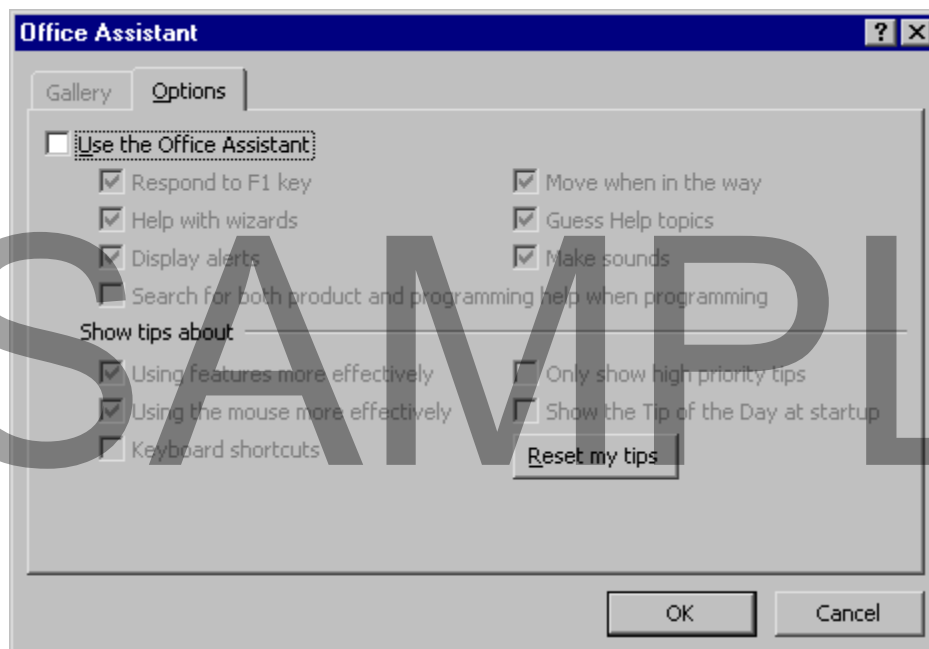 Office Assistant
Gallery Options
Use the Office Assistant
Respond to F1 key Move when in the way
Help with wizards Guess Help topics
Display alerts Make sounds
Search for both product and programming help when programming
Show tips about
Using features more effectively Only show high priority tips
Using the mouse more effectively Show the Tip of the Day at startup
Keyboard shortcuts Reset my tips
OK Cancel
SAMPL